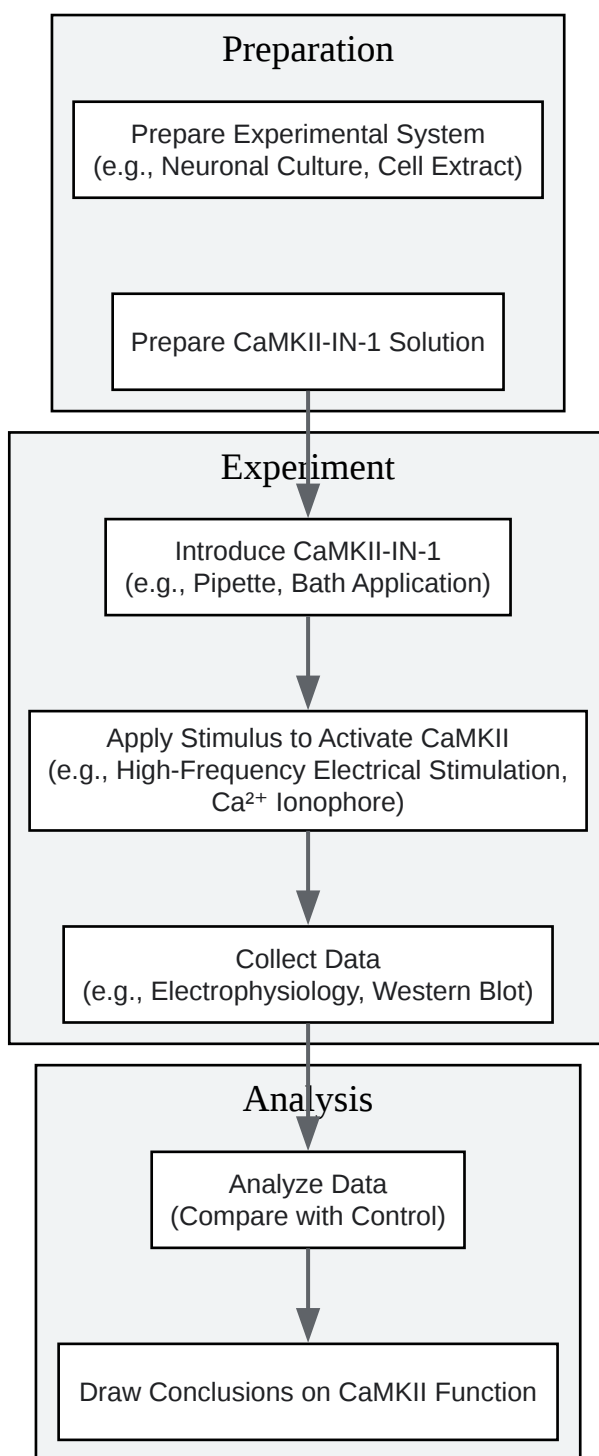 Preparation
Prepare Experimental System
(e.g., Neuronal Culture, Cell Extract)
Prepare CaMKII-IN-1 Solution
Experiment
Introduce CaMKII-IN-1
(e.g., Pipette, Bath Application)
Apply Stimulus to Activate CaMKII
(e.g., High-Frequency Electrical Stimulation,
Ca²⁺ Ionophore)
Collect Data
(e.g., Electrophysiology, Western Blot)
Analysis
Analyze Data
(Compare with Control)
Draw Conclusions on CaMKII Function